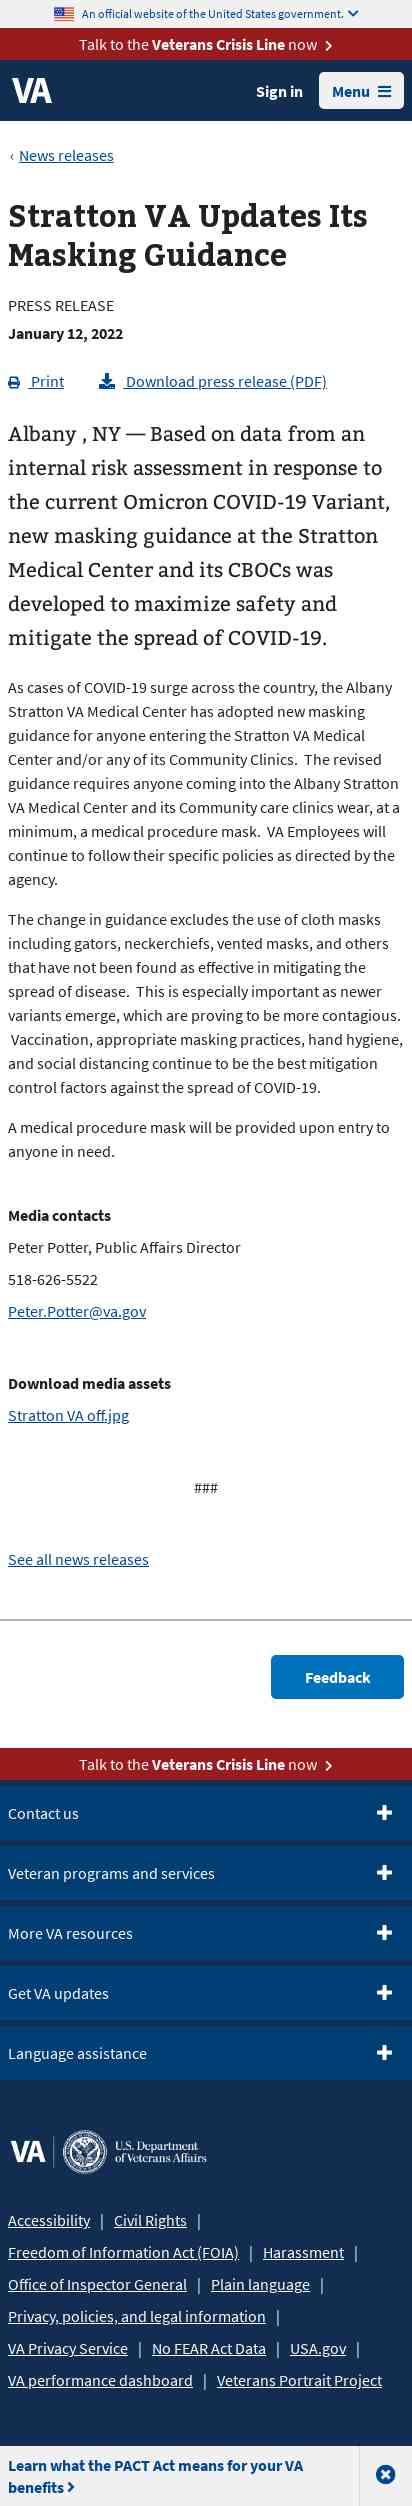 An official website of the United States government.
Talk to the Veterans Crisis Line now
VA
Sign in
Menu
‹ News releases
Stratton VA Updates Its
Masking Guidance
PRESS RELEASE
January 12, 2022
Print
Download press release (PDF)
Albany , NY — Based on data from an
internal risk assessment in response to
the current Omicron COVID-19 Variant,
new masking guidance at the Stratton
Medical Center and its CBOCs was
developed to maximize safety and
mitigate the spread of COVID-19.
As cases of COVID-19 surge across the country, the Albany
Stratton VA Medical Center has adopted new masking
guidance for anyone entering the Stratton VA Medical
Center and/or any of its Community Clinics.  The revised
guidance requires anyone coming into the Albany Stratton
VA Medical Center and its Community care clinics wear, at a
minimum, a medical procedure mask.  VA Employees will
continue to follow their specific policies as directed by the
agency.
The change in guidance excludes the use of cloth masks
including gators, neckerchiefs, vented masks, and others
that have not been found as effective in mitigating the
spread of disease.  This is especially important as newer
variants emerge, which are proving to be more contagious.
Vaccination, appropriate masking practices, hand hygiene,
and social distancing continue to be the best mitigation
control factors against the spread of COVID-19.
A medical procedure mask will be provided upon entry to
anyone in need.
Media contacts
Peter Potter, Public Affairs Director
518-626-5522
Peter.Potter@va.gov
Download media assets
Stratton VA off.jpg
###
See all news releases
Feedback
Talk to the Veterans Crisis Line now
Contact us
Veteran programs and services
More VA resources
Get VA updates
Language assistance
VA | U.S. Department
of Veterans Affairs
Accessibility | Civil Rights |
Freedom of Information Act (FOIA) | Harassment |
Office of Inspector General | Plain language |
Privacy, policies, and legal information |
VA Privacy Service | No FEAR Act Data | USA.gov |
VA performance dashboard | Veterans Portrait Project
Learn what the PACT Act means for your VA
benefits